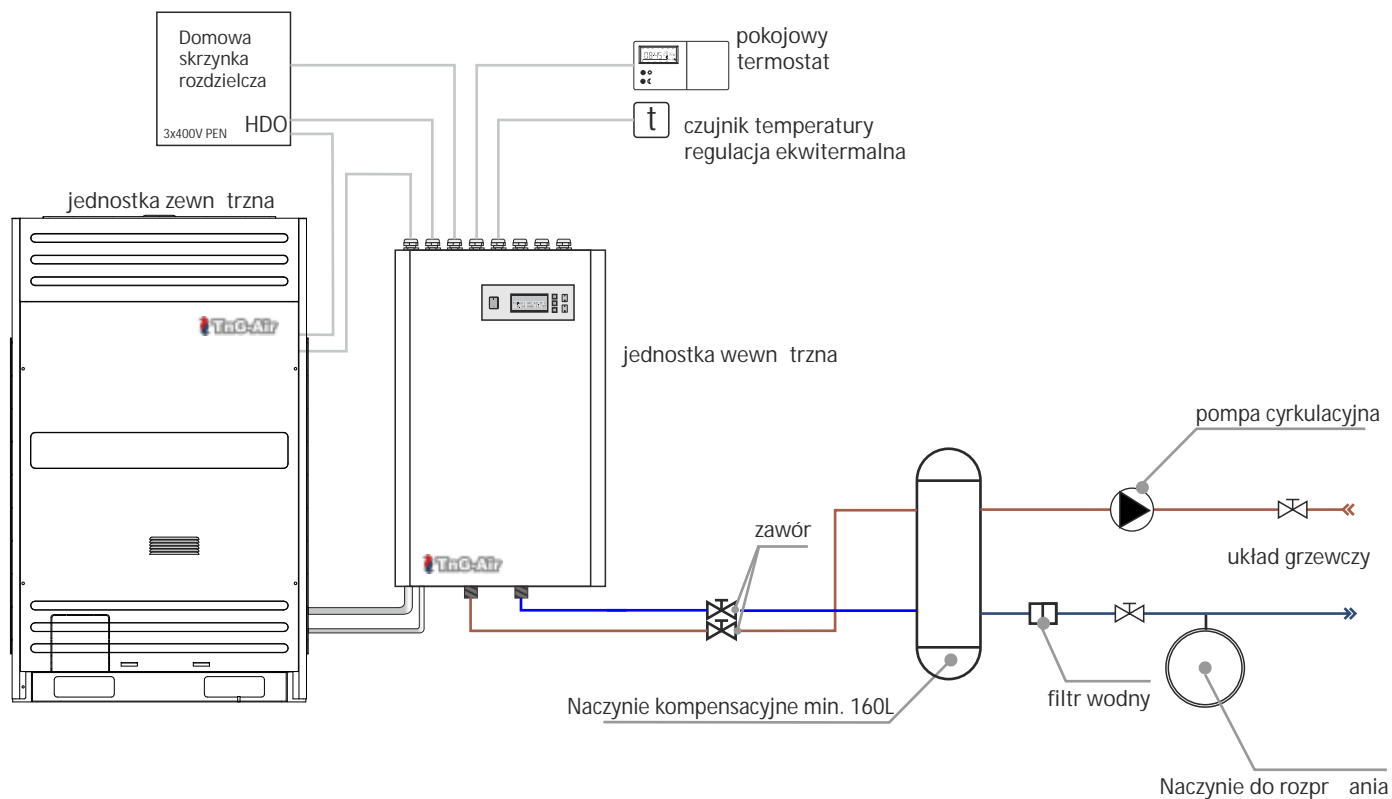 Domowa
skrzynka
rozdzielcza
HDO
3x400V PEN
pokojowy
termostat
t
czujnik temperatury
regulacja ekwitermalna
jednostka zewn trzna
TnG-Air
jednostka wewn trzna
TnG-Air
pompa cyrkulacyjna
zawór
układ grzewczy
Naczynie kompensacyjne min. 160L
filtr wodny
Naczynie do rozpr ania